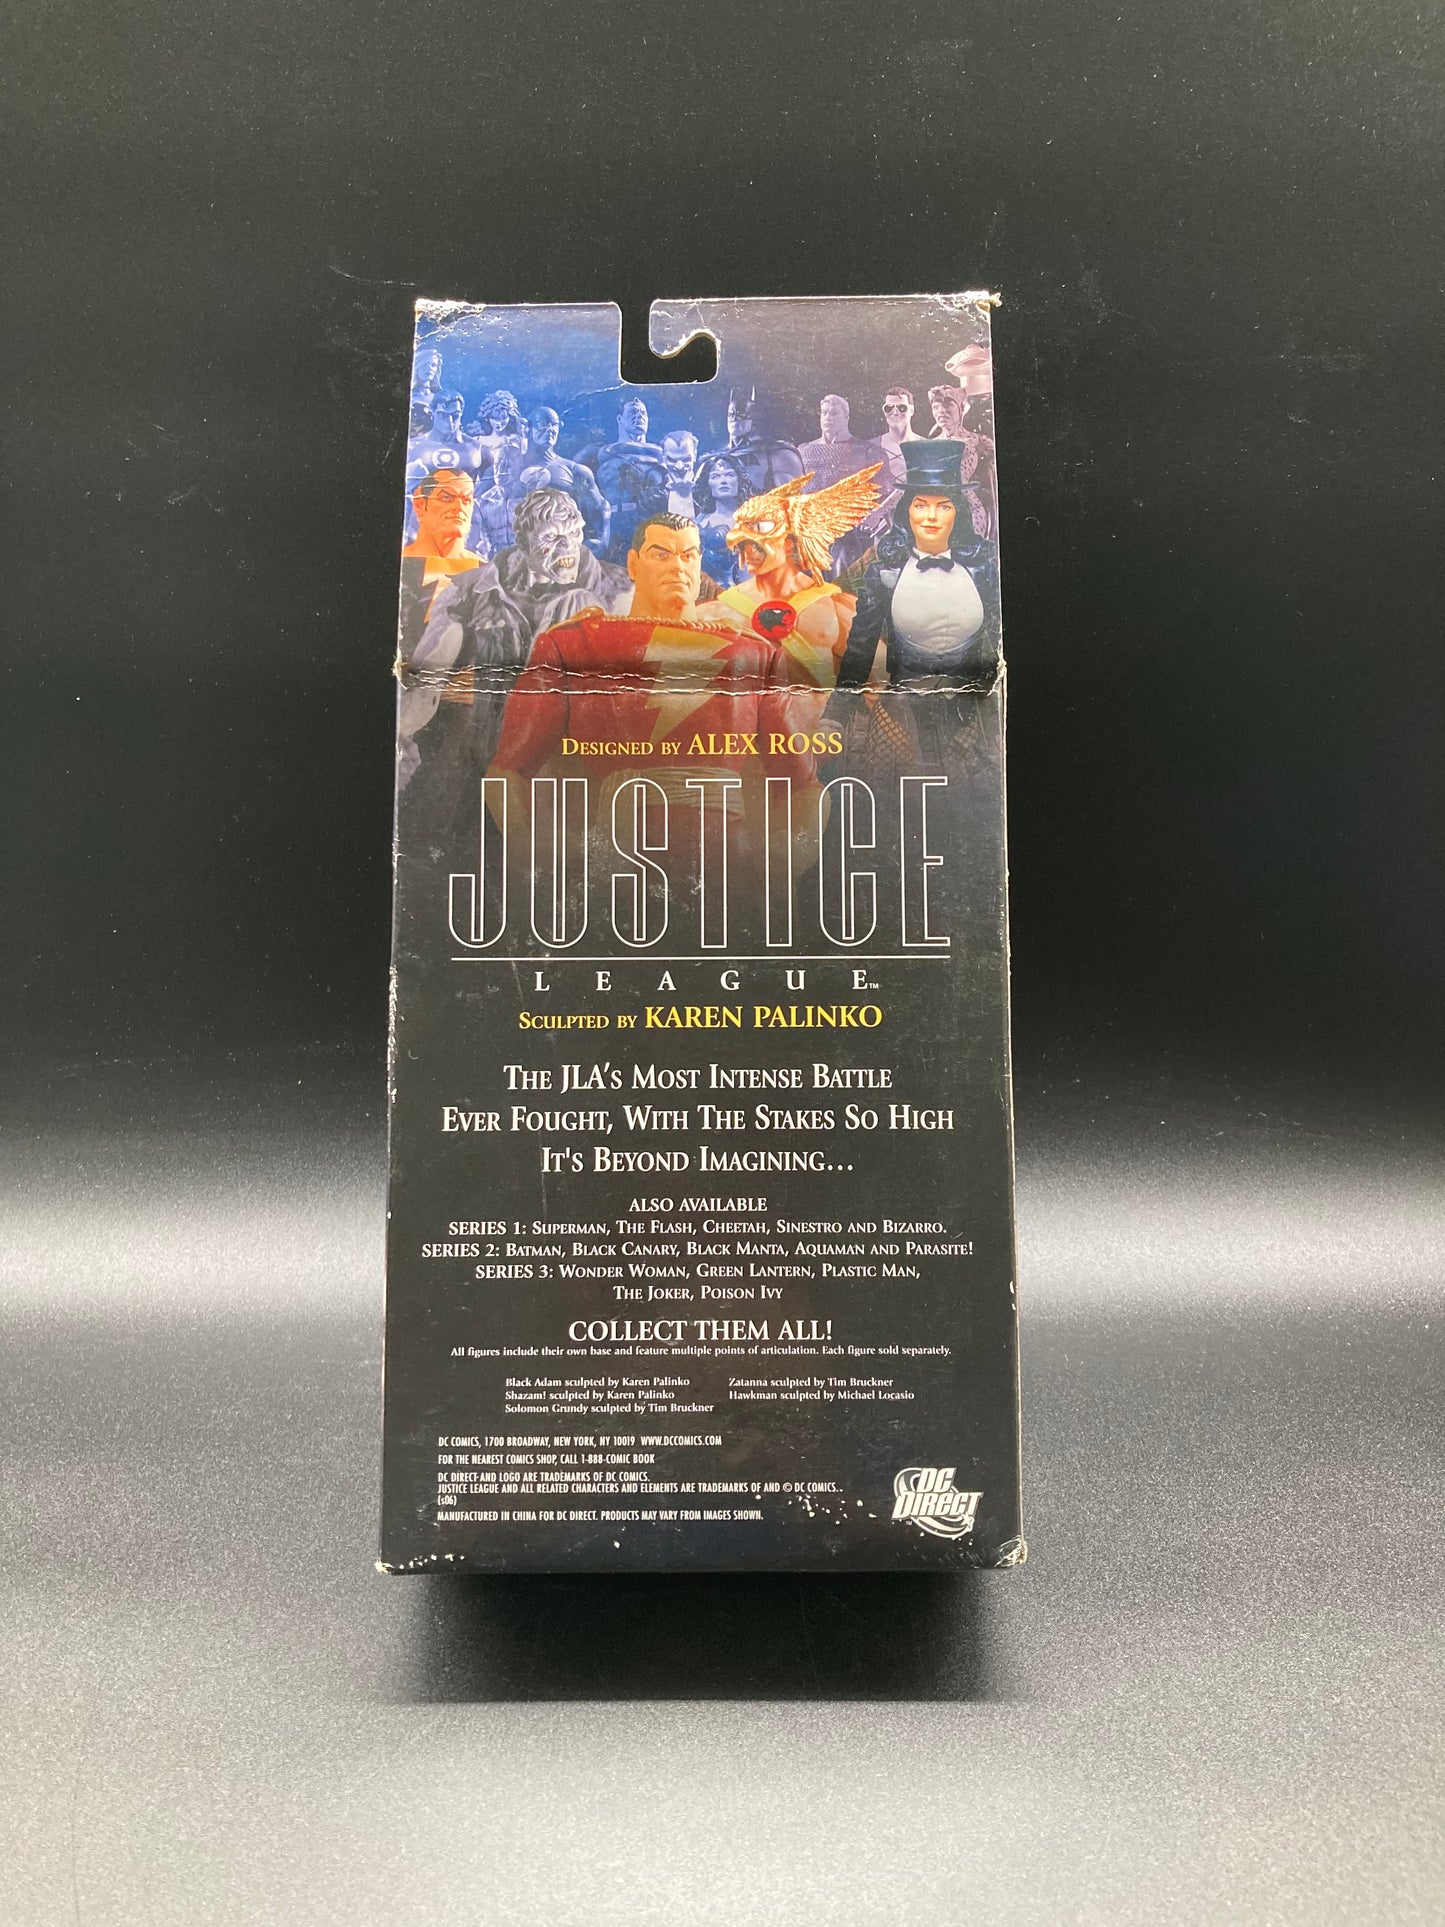 DESIGNED BY ALEX ROSS
JUSTICE
LEAGUE™
SCULPTED BY KAREN PALINKO
THE JLA'S MOST INTENSE BATTLE
EVER FOUGHT, WITH THE STAKES SO HIGH
IT'S BEYOND IMAGINING...
ALSO AVAILABLE
SERIES 1: SUPERMAN, THE FLASH, CHEETAH, SINESTRO AND BIZARRO.
SERIES 2: BATMAN, BLACK CANARY, BLACK MANTA, AQUAMAN AND PARASITE!
SERIES 3: WONDER WOMAN, GREEN LANTERN, PLASTIC MAN,
THE JOKER, POISON IVY
COLLECT THEM ALL!
All figures include their own base and feature multiple points of articulation. Each figure sold separately.
Black Adam sculpted by Karen Palinko
Shazam! sculpted by Karen Palinko
Solomon Grundy sculpted by Tim Bruckner
Zatanna sculpted by Tim Bruckner
Hawkman sculpted by Michael Locasio
DC COMICS, 1700 BROADWAY, NEW YORK, NY 10019 WWW.DCCOMICS.COM
FOR THE NEAREST COMICS SHOP, CALL 1-888-COMIC BOOK
DC DIRECT AND LOGO ARE TRADEMARKS OF DC COMICS.
JUSTICE LEAGUE AND ALL RELATED CHARACTERS AND ELEMENTS ARE TRADEMARKS OF AND © DC COMICS.
(s06)
MANUFACTURED IN CHINA FOR DC DIRECT. PRODUCTS MAY VARY FROM IMAGES SHOWN.
DC
DIRECT
™